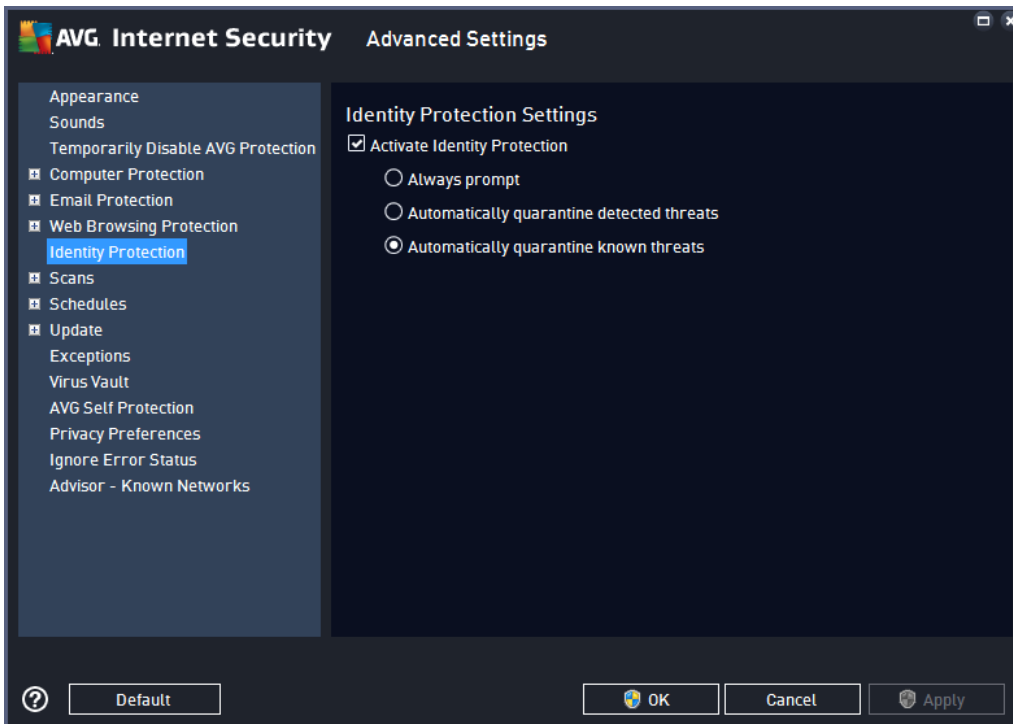 AVG. Internet Security Advanced Settings
Appearance
Sounds
Temporarily Disable AVG Protection
Computer Protection
Email Protection
Web Browsing Protection
Identity Protection
Scans
Schedules
Update
Exceptions
Virus Vault
AVG Self Protection
Privacy Preferences
Ignore Error Status
Advisor - Known Networks
Identity Protection Settings
Activate Identity Protection
Always prompt
Automatically quarantine detected threats
Automatically quarantine known threats
? Default OK Cancel Apply